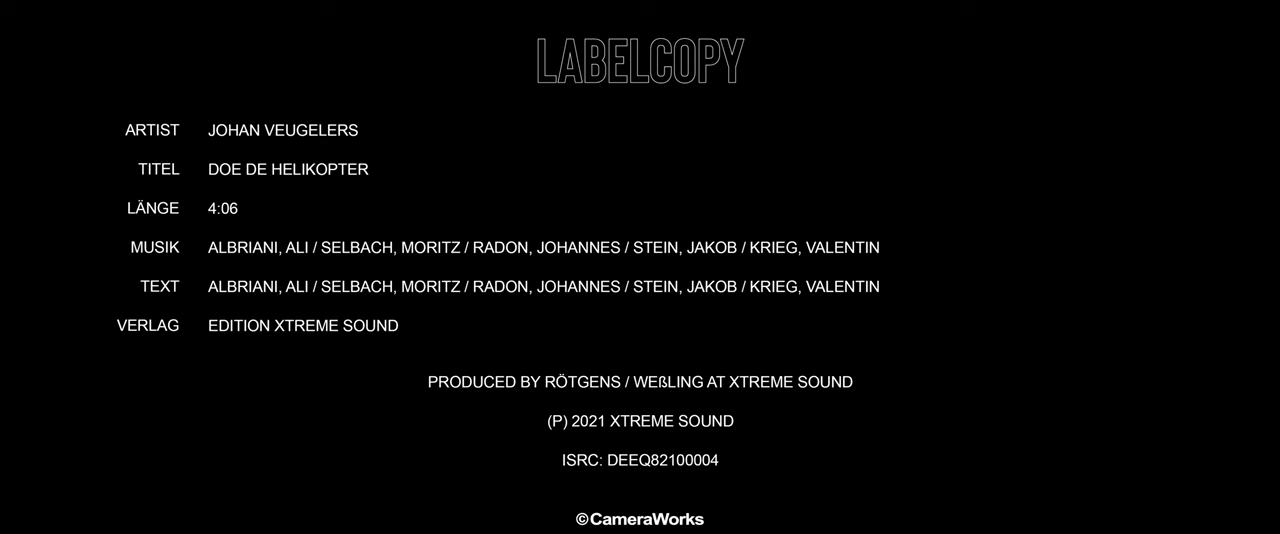 LABELCOPY
ARTIST JOHAN VEUGELERS
TITEL DOE DE HELIKOPTER
LÄNGE 4:06
MUSIK ALBRIANI, ALI / SELBACH, MORITZ / RADON, JOHANNES / STEIN, JAKOB / KRIEG, VALENTIN
TEXT ALBRIANI, ALI / SELBACH, MORITZ / RADON, JOHANNES / STEIN, JAKOB / KRIEG, VALENTIN
VERLAG EDITION XTREME SOUND
PRODUCED BY RÖTGENS / WEßLING AT XTREME SOUND
(P) 2021 XTREME SOUND
ISRC: DEEQ82100004
©CameraWorks